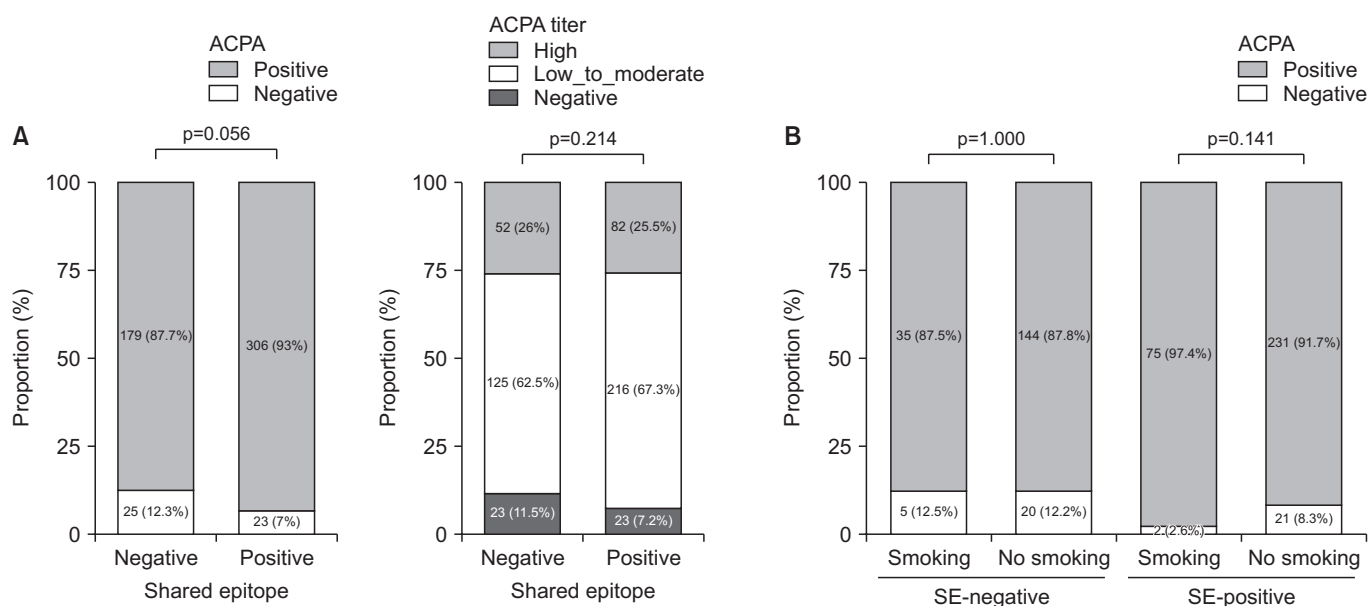 ACPA
Positive
Negative
A
p=0.056
100
75
50
25
0
Proportion (%)
179 (87.7%)
306 (93%)
25 (12.3%)
23 (7%)
Negative
Positive
Shared epitope
ACPA titer
High
Low_to_moderate
Negative
p=0.214
100
75
50
25
0
Proportion (%)
52 (26%)
82 (25.5%)
125 (62.5%)
216 (67.3%)
23 (11.5%)
23 (7.2%)
Negative
Positive
Shared epitope
ACPA
Positive
Negative
B
p=1.000
p=0.141
100
75
50
25
0
Proportion (%)
35 (87.5%)
144 (87.8%)
75 (97.4%)
231 (91.7%)
5 (12.5%)
20 (12.2%)
2 (2.6%)
21 (8.3%)
Smoking
No smoking
Smoking
No smoking
SE-negative
SE-positive